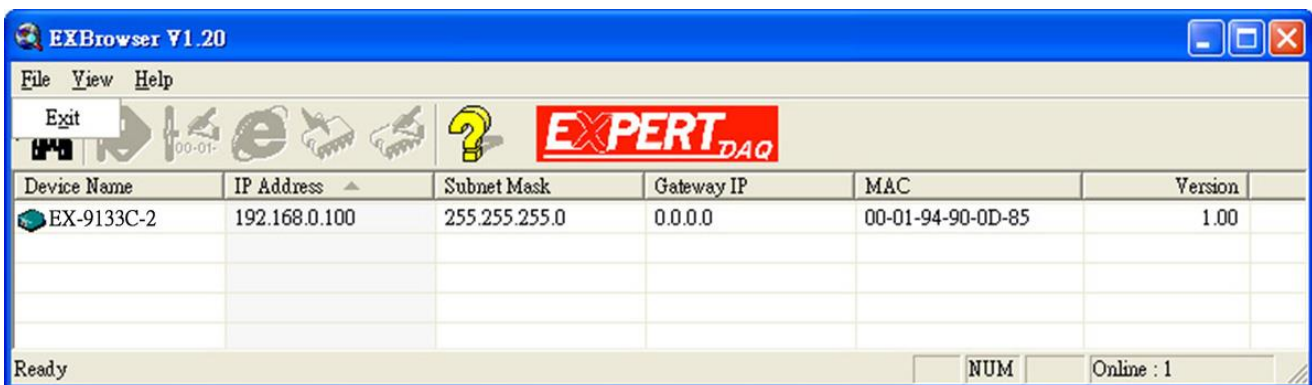 EXBrowser V1.20
File View Help
Exit
00-01-
EXPERT DAQ
Device Name IP Address Subnet Mask Gateway IP MAC Version
EX-9133C-2 192.168.0.100 255.255.255.0 0.0.0.0 00-01-94-90-0D-85 1.00
Ready NUM Online : 1